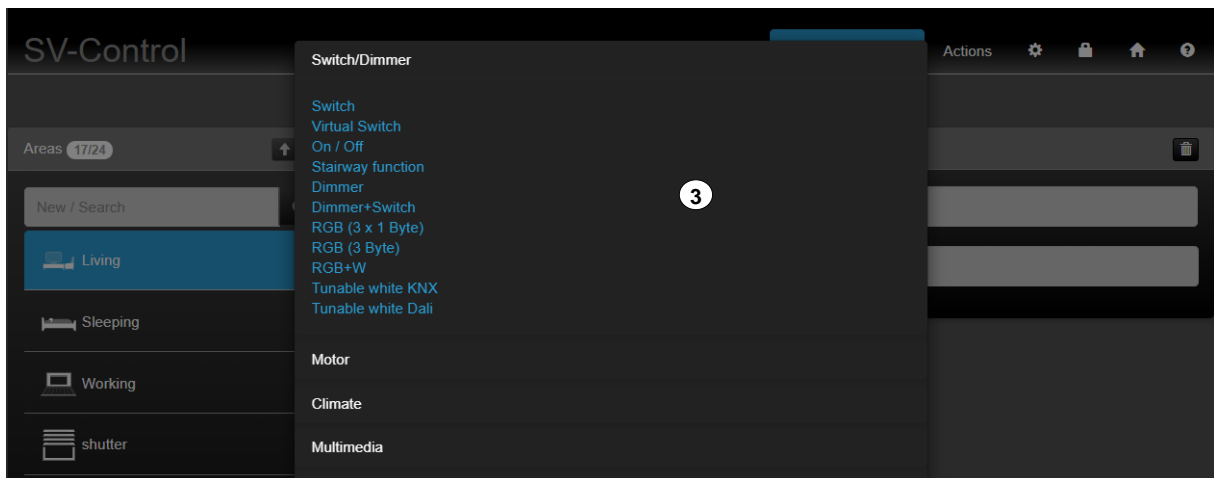 SV-Control
Actions
Areas 17/24
New / Search
Living
Sleeping
Working
shutter
Switch/Dimmer
Switch
Virtual Switch
On / Off
Stairway function
Dimmer
Dimmer+Switch
RGB (3 x 1 Byte)
RGB (3 Byte)
RGB+W
Tunable white KNX
Tunable white Dali
3
Motor
Climate
Multimedia